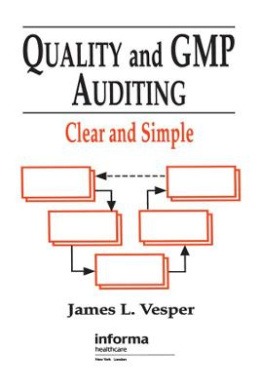 QUALITY and GMP
AUDITING
Clear and Simple
James L. Vesper
informa
healthcare
New York London